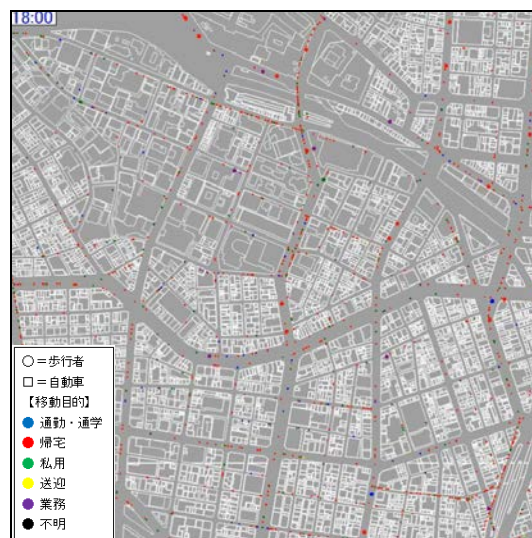 18:00
○=歩行者
□=自動車
【移動目的】
通勤・通学
帰宅
私用
送迎
業務
不明